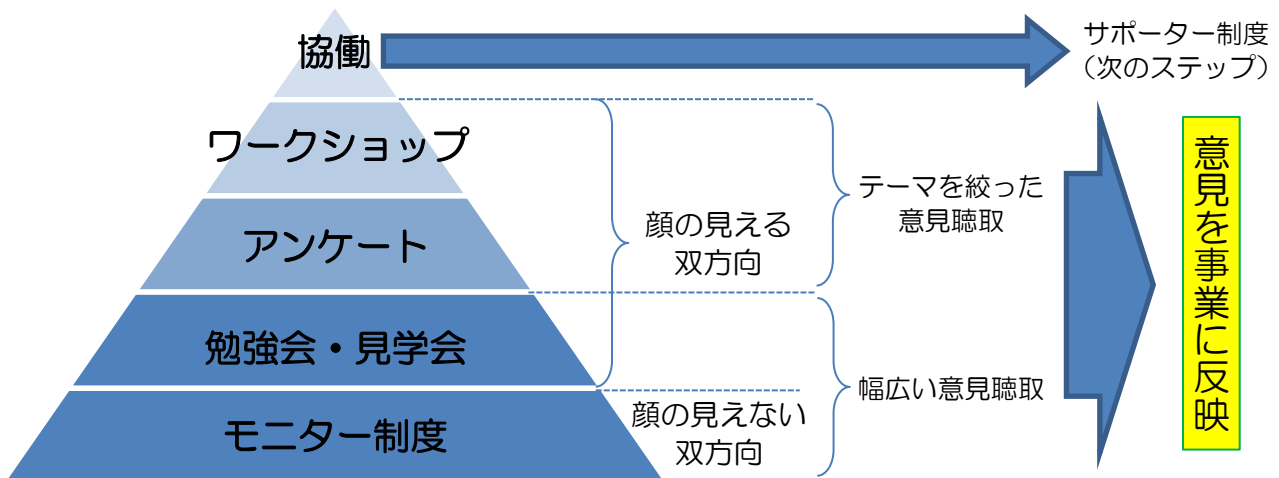 協働
サポーター制度
（次のステップ）
ワークショップ
アンケート
勉強会・見学会
モニター制度
顔の見える
双方向
顔の見えない
双方向
テーマを絞った
意見聴取
幅広い意見聴取
意見を事業に反映